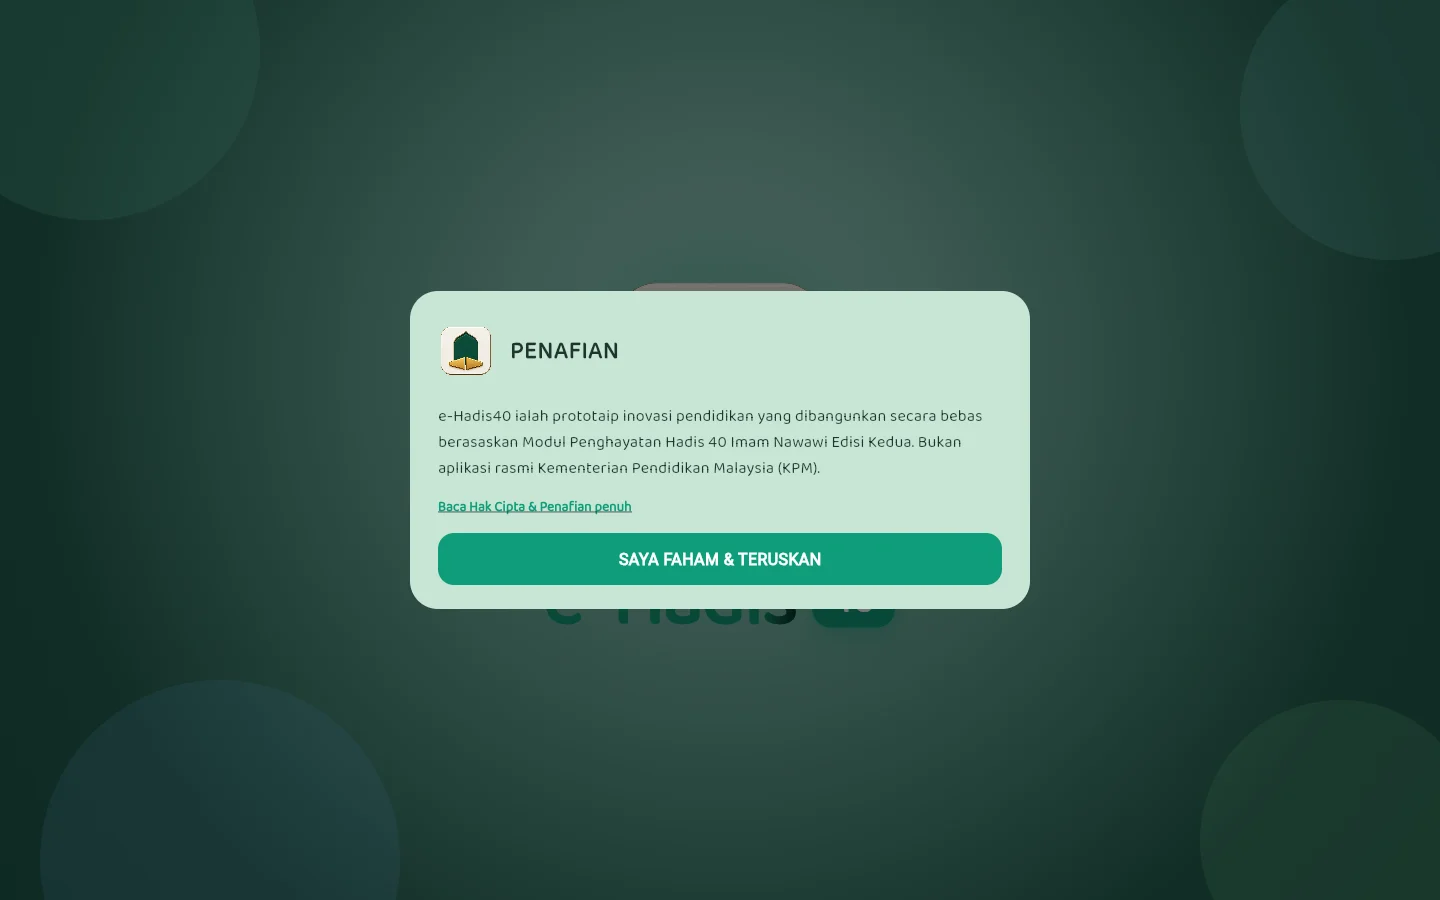 PENAFIAN
e-Hadis40 ialah prototaip inovasi pendidikan yang dibangunkan secara bebas
berasaskan Modul Penghayatan Hadis 40 Imam Nawawi Edisi Kedua. Bukan
aplikasi rasmi Kementerian Pendidikan Malaysia (KPM).
Baca Hak Cipta & Penafian penuh
SAYA FAHAM & TERUSKAN